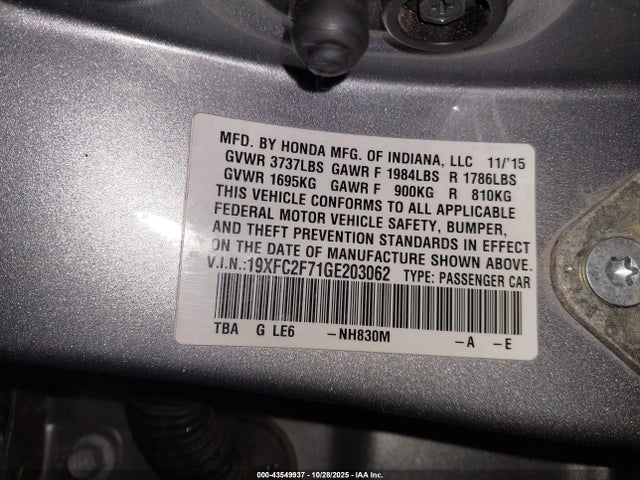 MFD. BY HONDA MFG. OF INDIANA, LLC 11/'15
GVWR 3737LBS GAWR F 1984LBS R 1786LBS
GVWR 1695KG GAWR F 900KG R 810KG
THIS VEHICLE CONFORMS TO ALL APPLICABLE
FEDERAL MOTOR VEHICLE SAFETY, BUMPER,
AND THEFT PREVENTION STANDARDS IN EFFECT
ON THE DATE OF MANUFACTURE SHOWN ABOVE.
V.I.N.:19XFC2F71GE203062 TYPE: PASSENGER CAR
TBA G LE6 -NH830M -A -E
000-43549937 - 10/28/2025 - IAA Inc.